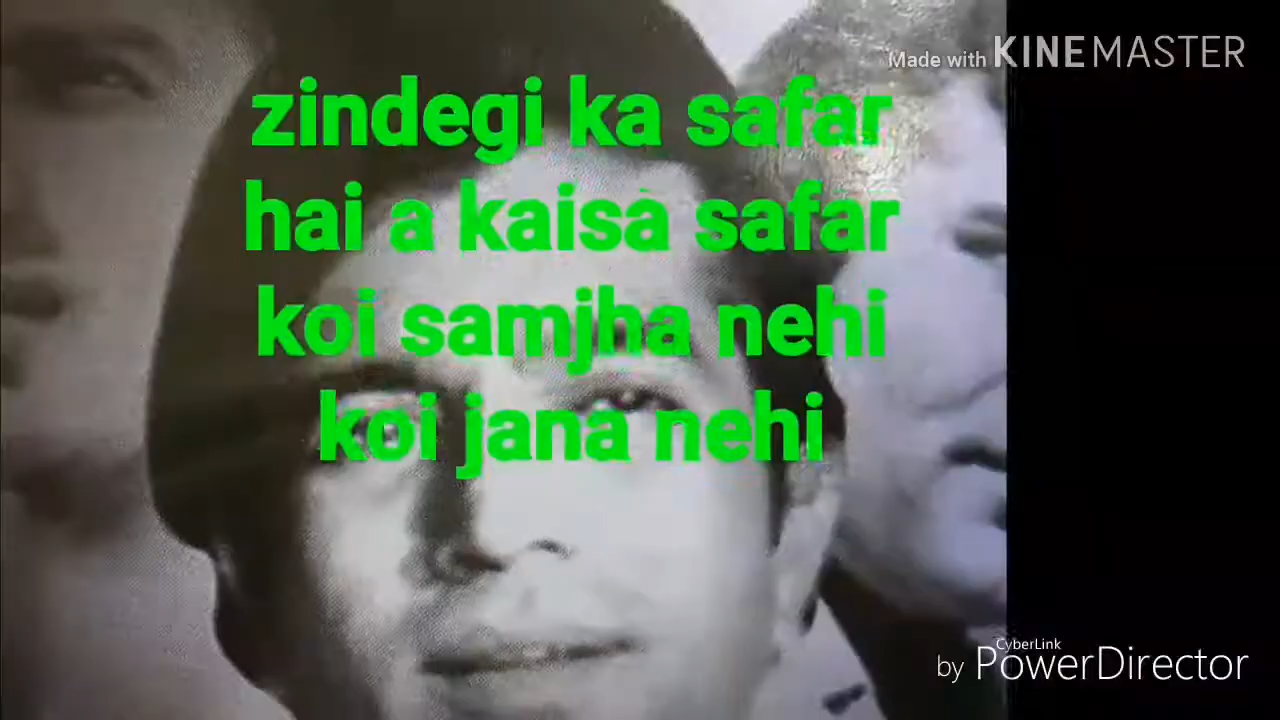 Made with KINEMASTER
zindegi ka safar
hai a kaisa safar
koi samjha nehi
koi jana nehi
CyberLink
by PowerDirector